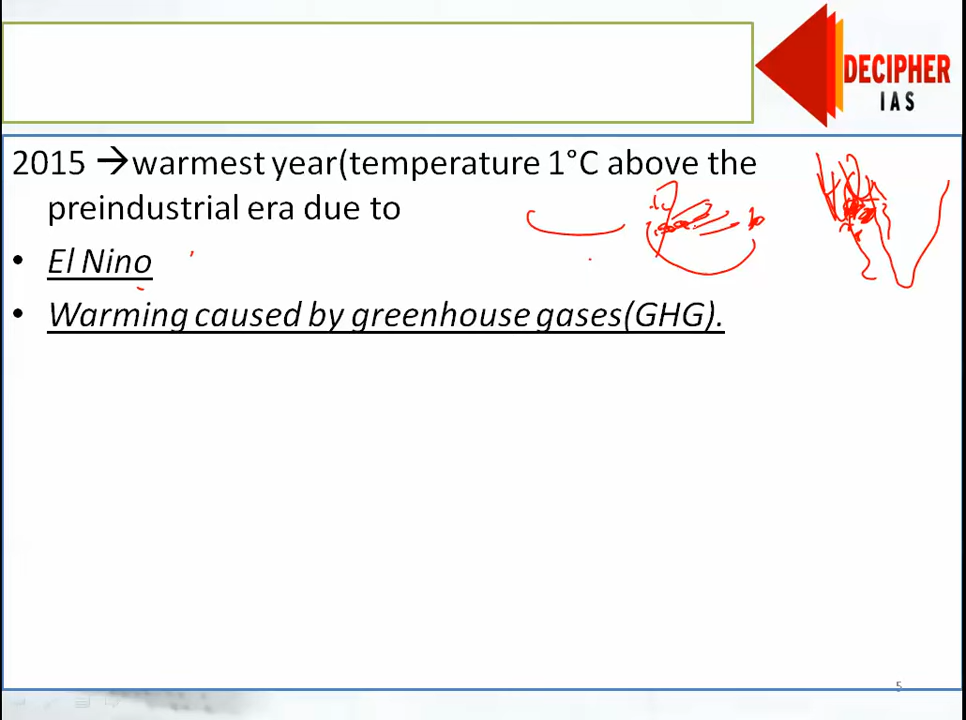 DECIPHER
IAS
2015 →warmest year(temperature 1°C above the
preindustrial era due to
• El Nino
• Warming caused by greenhouse gases(GHG).
5